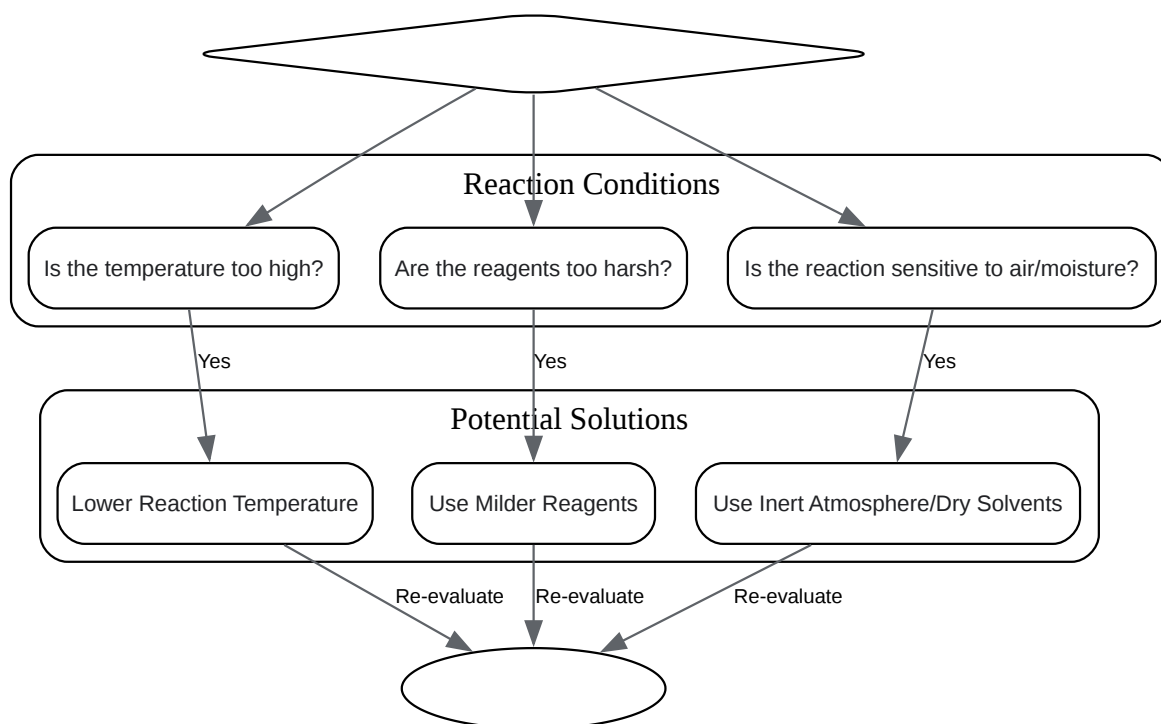 Reaction Conditions
Is the temperature too high?
Are the reagents too harsh?
Is the reaction sensitive to air/moisture?
Yes
Yes
Yes
Potential Solutions
Lower Reaction Temperature
Use Milder Reagents
Use Inert Atmosphere/Dry Solvents
Re-evaluate
Re-evaluate
Re-evaluate